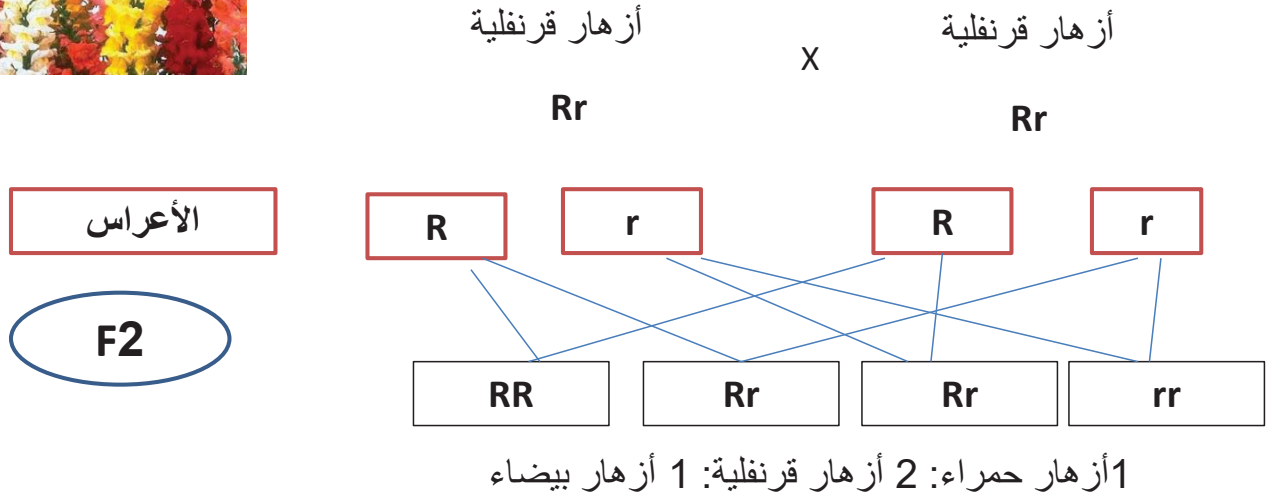 أزهار قرنفلية X أزهار قرنفلية
Rr Rr
الأعراس R r R r
F2
RR Rr Rr rr
1أزهار حمراء: 2 أزهار قرنفلية: 1 أزهار بيضاء